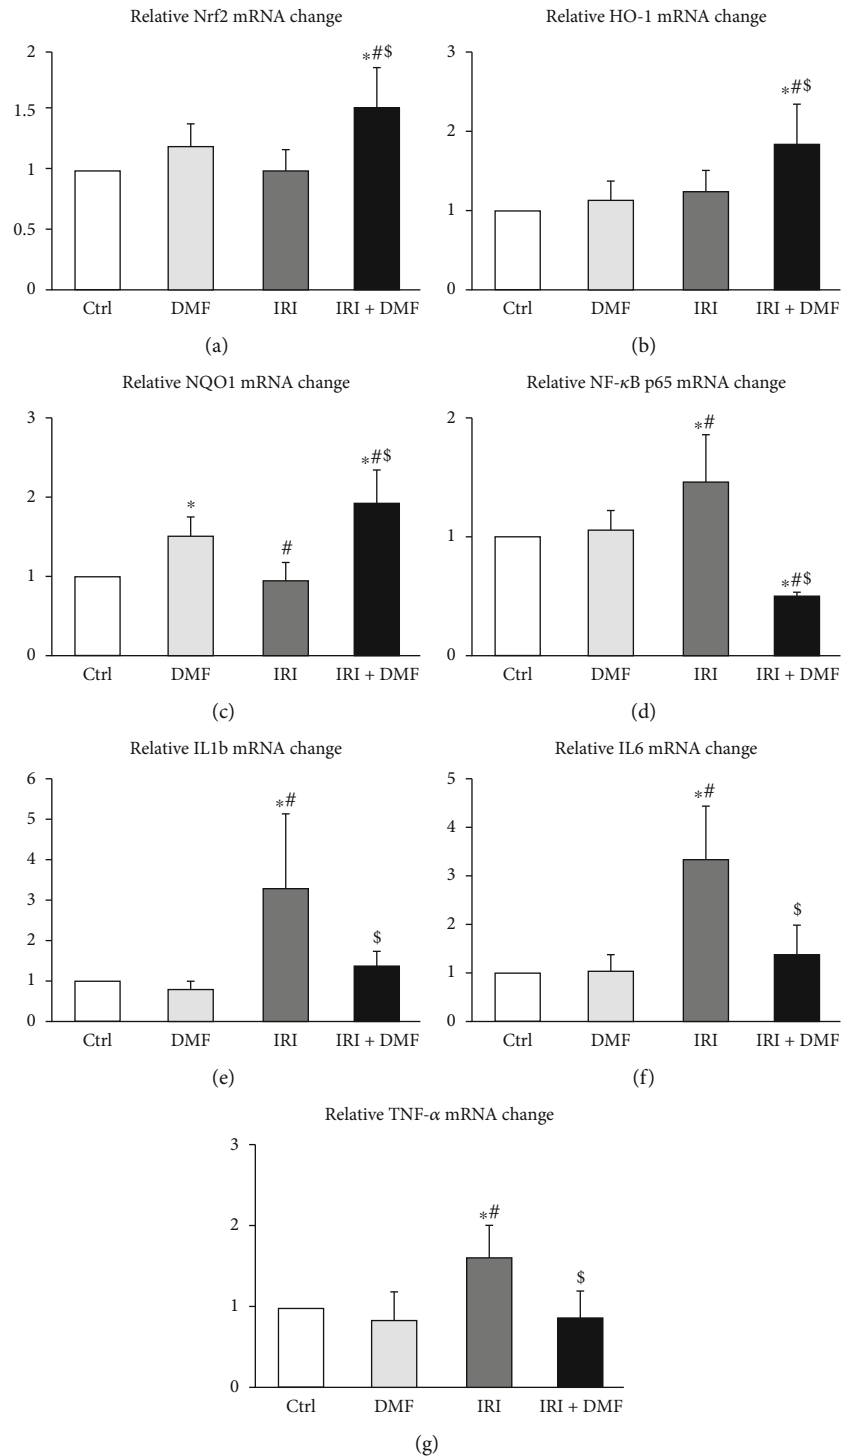 Relative Nrf2 mRNA change
2
*#$
1.5
1
0.5
0
Ctrl DMF IRI IRI + DMF
(a)
Relative HO-1 mRNA change
3
*#$
2
1
0
Ctrl DMF IRI IRI + DMF
(b)
Relative NQO1 mRNA change
3
*#$
2
*
#
1
0
Ctrl DMF IRI IRI + DMF
(c)
Relative NF-κB p65 mRNA change
2
*#
1
*#$
0
Ctrl DMF IRI IRI + DMF
(d)
Relative IL1b mRNA change
6
*#
5
4
3
2
$
1
0
Ctrl DMF IRI IRI + DMF
(e)
Relative IL6 mRNA change
5
*#
4
3
$
2
1
0
Ctrl DMF IRI IRI + DMF
(f)
Relative TNF-α mRNA change
3
*#
2
$
1
0
Ctrl DMF IRI IRI + DMF
(g)